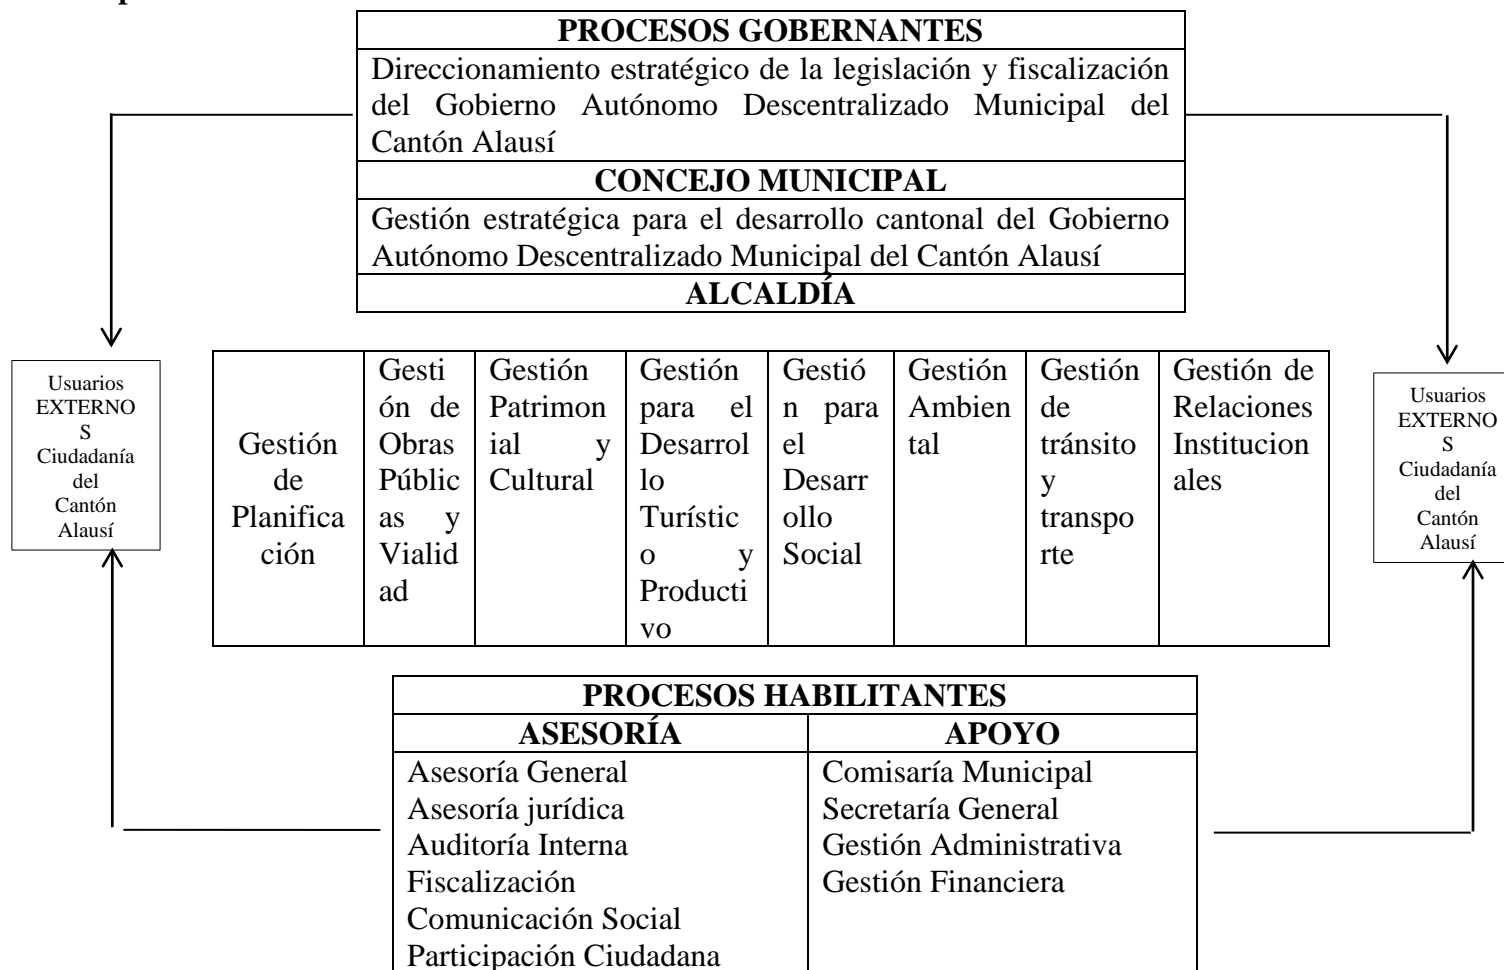 PROCESOS GOBERNANTES
Direccionamiento estratégico de la legislación y fiscalización
del Gobierno Autónomo Descentralizado Municipal del
Cantón Alausí
CONCEJO MUNICIPAL
Gestión estratégica para el desarrollo cantonal del Gobierno
Autónomo Descentralizado Municipal del Cantón Alausí
ALCALDÍA
Usuarios
EXTERNO
S
Ciudadanía
del
Cantón
Alausí
Gestión
de
Planifica
ción
Gesti
ón de
Obras
Públic
as y
Vialid
ad
Gestión
Patrimon
ial y
Cultural
Gestión
para el
Desarrol
lo
Turístic
o y
Producti
vo
Gestió
n para
el
Desarr
ollo
Social
Gestión
Ambien
tal
Gestión
de
tránsito
y
transpo
rte
Gestión de
Relaciones
Institucion
ales
Usuarios
EXTERNO
S
Ciudadanía
del
Cantón
Alausí
PROCESOS HABILITANTES
ASESORÍA
Asesoría General
Asesoría jurídica
Auditoría Interna
Fiscalización
Comunicación Social
Participación Ciudadana
APOYO
Comisaría Municipal
Secretaría General
Gestión Administrativa
Gestión Financiera